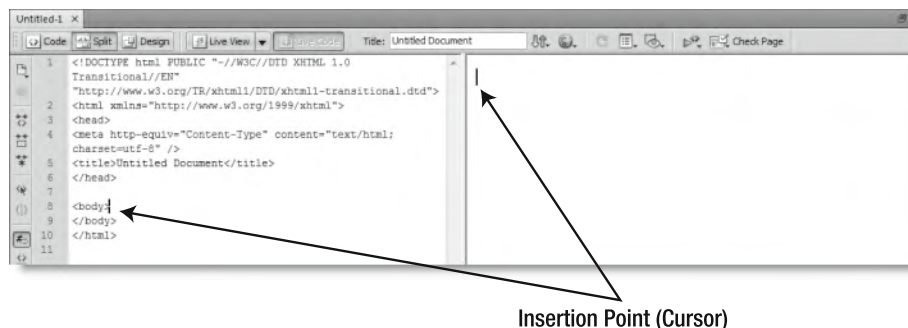 Untitled-1 ×
Code Split Design Live View Live Code Title: Untitled Document Check Page
1 <!DOCTYPE html PUBLIC "-//W3C//DTD XHTML 1.0
Transitional//EN"
"http://www.w3.org/TR/xhtml1/DTD/xhtml1-transitional.dtd">
2 <html xmlns="http://www.w3.org/1999/xhtml">
3 <head>
4 <meta http-equiv="Content-Type" content="text/html;
charset=utf-8" />
5 <title>Untitled Document</title>
6 </head>
7
8 <body>
9 </body>
10 </html>
11
Insertion Point (Cursor)